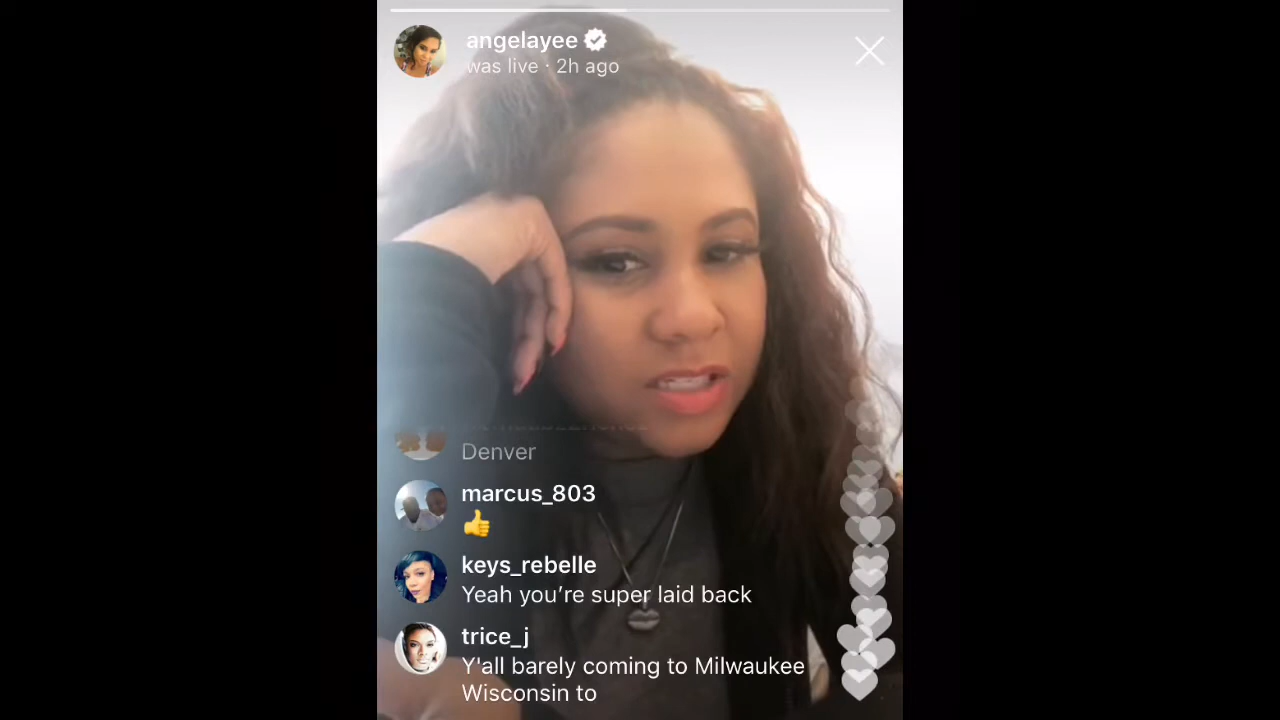 angelayee
was live · 2h ago
Denver
marcus_803
👍
keys_rebelle
Yeah you’re super laid back
trice_j
Y'all barely coming to Milwaukee
Wisconsin to